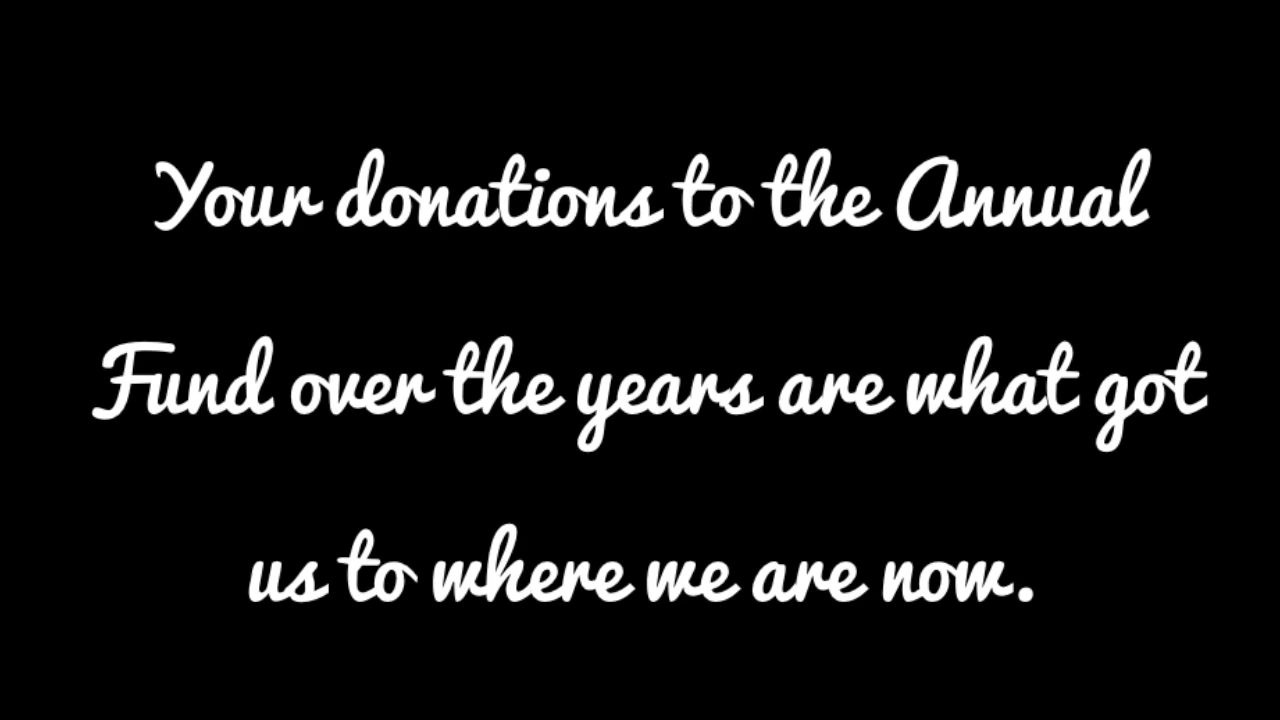 Your donations to the Annual
Fund over the years are what got
us to where we are now.